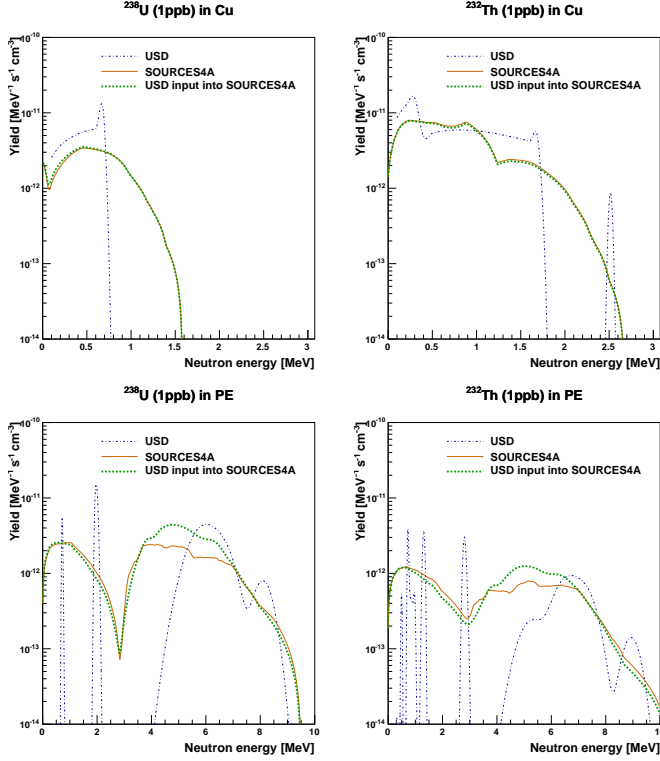 ²³⁸U (1ppb) in Cu
Yield [MeV⁻¹ s⁻¹ cm⁻³]
10⁻¹⁰
10⁻¹¹
10⁻¹²
10⁻¹³
10⁻¹⁴
USD
SOURCES4A
USD input into SOURCES4A
0 0.5 1 1.5 2 2.5 3
Neutron energy [MeV]
²³²Th (1ppb) in Cu
Yield [MeV⁻¹ s⁻¹ cm⁻³]
10⁻¹⁰
10⁻¹¹
10⁻¹²
10⁻¹³
10⁻¹⁴
USD
SOURCES4A
USD input into SOURCES4A
0 0.5 1 1.5 2 2.5 3
Neutron energy [MeV]
²³⁸U (1ppb) in PE
Yield [MeV⁻¹ s⁻¹ cm⁻³]
10⁻¹⁰
10⁻¹¹
10⁻¹²
10⁻¹³
10⁻¹⁴
USD
SOURCES4A
USD input into SOURCES4A
0 2 4 6 8 10
Neutron energy [MeV]
²³²Th (1ppb) in PE
Yield [MeV⁻¹ s⁻¹ cm⁻³]
10⁻¹⁰
10⁻¹¹
10⁻¹²
10⁻¹³
10⁻¹⁴
USD
SOURCES4A
USD input into SOURCES4A
0 2 4 6 8 10
Neutron energy [MeV]